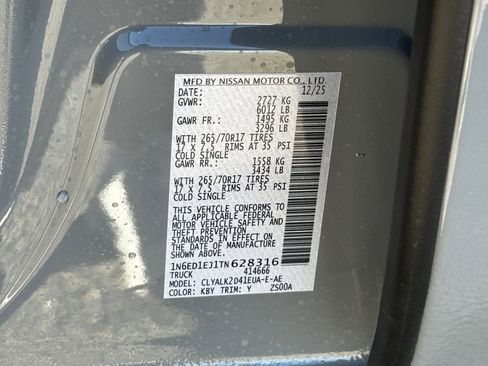 MFD BY NISSAN MOTOR CO., LTD.
DATE: 12/25
GVWR: 2727 KG
6012 LB
GAWR FR.: 1495 KG
3296 LB
WITH 265/70R17 TIRES
17 X 7.5 RIMS AT 35 PSI
COLD SINGLE
GAWR RR.: 1558 KG
3434 LB
WITH 265/70R17 TIRES
17 X 7.5 RIMS AT 35 PSI
COLD SINGLE
THIS VEHICLE CONFORMS TO
ALL APPLICABLE FEDERAL
MOTOR VEHICLE SAFETY AND
THEFT PREVENTION
STANDARDS IN EFFECT ON
THE DATE OF MANUFACTURE
SHOWN ABOVE.
1N6ED1EJ1TN628316
TRUCK 414666
MODEL: CLYALK2D41EUA-E-AE
COLOR: KBY TRIM: Y ZS00A